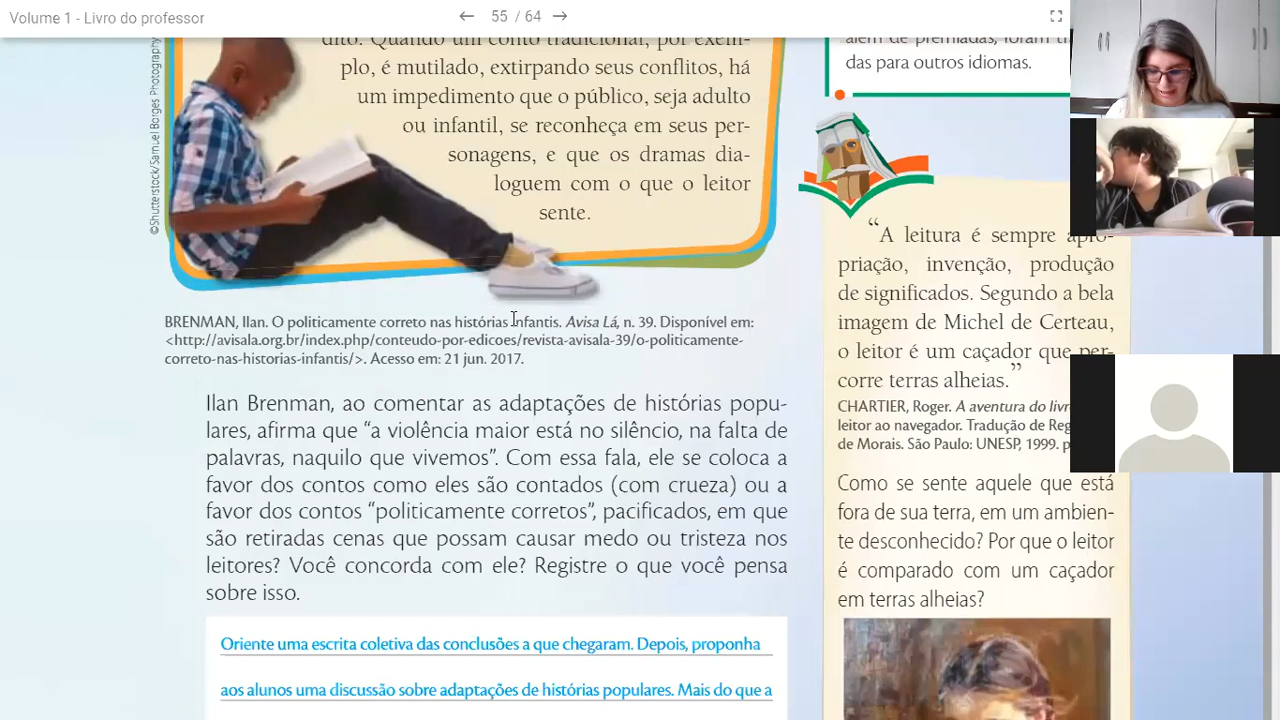 Volume 1 - Livro do professor
55 / 64
©Shutterstock/Samuel Borges Photography
dito. Quando um conto tradicional, por exem-
plo, é mutilado, extirpando seus conflitos, há
um impedimento que o público, seja adulto
ou infantil, se reconheça em seus per-
sonagens, e que os dramas dia-
loguem com o que o leitor
sente.
BRENMAN, Ilan. O politicamente correto nas histórias infantis. Avisa Lá, n. 39. Disponível em:
<http://avisala.org.br/index.php/conteudo-por-edicoes/revista-avisala-39/o-politicamente-
correto-nas-historias-infantis/>. Acesso em: 21 jun. 2017.
Ilan Brenman, ao comentar as adaptações de histórias popu-
lares, afirma que “a violência maior está no silêncio, na falta de
palavras, naquilo que vivemos”. Com essa fala, ele se coloca a
favor dos contos como eles são contados (com crueza) ou a
favor dos contos “politicamente corretos”, pacificados, em que
são retiradas cenas que possam causar medo ou tristeza nos
leitores? Você concorda com ele? Registre o que você pensa
sobre isso.
Oriente uma escrita coletiva das conclusões a que chegaram. Depois, proponha
aos alunos uma discussão sobre adaptações de histórias populares. Mais do que a
além de premiadas, foram
das para outros idiomas.
“A leitura é sempre apro-
priação, invenção, produção
de significados. Segundo a bela
imagem de Michel de Certeau,
o leitor é um caçador que per-
corre terras alheias.”
CHARTIER, Roger. A aventura do livro
leitor ao navegador. Tradução de
de Morais. São Paulo: UNESP, 1999.
Como se sente aquele que está
fora de sua terra, em um ambien-
te desconhecido? Por que o leitor
é comparado com um caçador
em terras alheias?